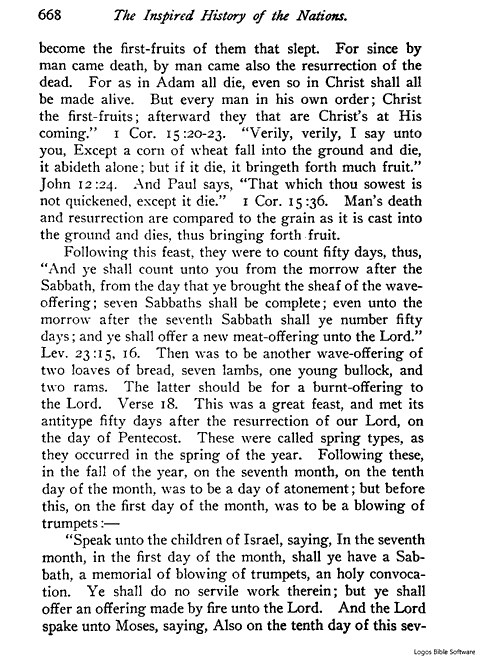 668 The Inspired History of the Nations.
become the first-fruits of them that slept. For since by
man came death, by man came also the resurrection of the
dead. For as in Adam all die, even so in Christ shall all
be made alive. But every man in his own order; Christ
the first-fruits; afterward they that are Christ's at His
coming." 1 Cor. 15:20-23. "Verily, verily, I say unto
you, Except a corn of wheat fall into the ground and die,
it abideth alone; but if it die, it bringeth forth much fruit."
John 12:24. And Paul says, "That which thou sowest is
not quickened, except it die." 1 Cor. 15:36. Man's death
and resurrection are compared to the grain as it is cast into
the ground and dies, thus bringing forth fruit.
Following this feast, they were to count fifty days, thus,
"And ye shall count unto you from the morrow after the
Sabbath, from the day that ye brought the sheaf of the wave-
offering; seven Sabbaths shall be complete; even unto the
morrow after the seventh Sabbath shall ye number fifty
days; and ye shall offer a new meat-offering unto the Lord."
Lev. 23:15, 16. Then was to be another wave-offering of
two loaves of bread, seven lambs, one young bullock, and
two rams. The latter should be for a burnt-offering to
the Lord. Verse 18. This was a great feast, and met its
antitype fifty days after the resurrection of our Lord, on
the day of Pentecost. These were called spring types, as
they occurred in the spring of the year. Following these,
in the fall of the year, on the seventh month, on the tenth
day of the month, was to be a day of atonement; but before
this, on the first day of the month, was to be a blowing of
trumpets:—
"Speak unto the children of Israel, saying, In the seventh
month, in the first day of the month, shall ye have a Sab-
bath, a memorial of blowing of trumpets, an holy convoca-
tion. Ye shall do no servile work therein; but ye shall
offer an offering made by fire unto the Lord. And the Lord
spake unto Moses, saying, Also on the tenth day of this sev-
Logos Bible Software